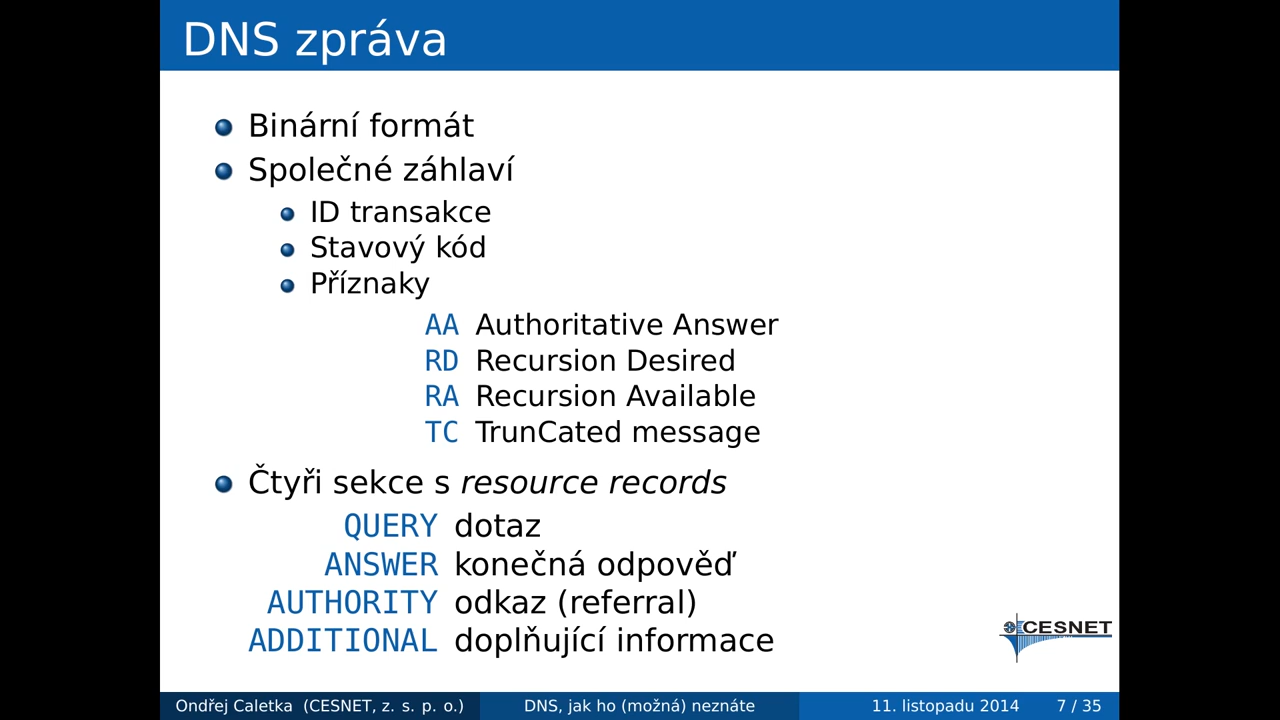 DNS zpráva
Binární formát
Společné záhlaví
ID transakce
Stavový kód
Příznaky
AA Authoritative Answer
RD Recursion Desired
RA Recursion Available
TC TrunCated message
Čtyři sekce s resource records
QUERY dotaz
ANSWER konečná odpověď
AUTHORITY odkaz (referral)
ADDITIONAL doplňující informace
CESNET
Ondřej Caletka (CESNET, z. s. p. o.) DNS, jak ho (možná) neznáte 11. listopadu 2014 7 / 35